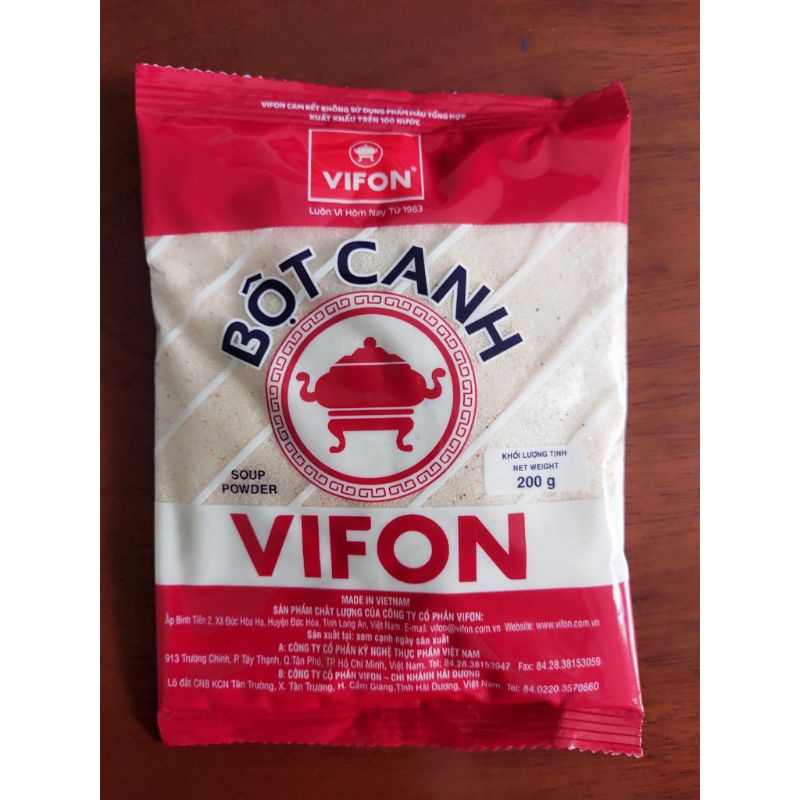 VIFON CAM KẾT KHÔNG SỬ DỤNG PHẨM MÀU TỔNG HỢP
XUẤT KHẨU TRÊN 100 NƯỚC
VIFON®
Luôn Vì Hôm Nay Từ 1963
BỘT CANH
SOUP
POWDER
KHỐI LƯỢNG TỊNH
NET WEIGHT
200 g
VIFON
MADE IN VIETNAM
SẢN PHẨM CHẤT LƯỢNG CỦA CÔNG TY CỔ PHẦN VIFON:
Ấp Bình Tiền 2, Xã Đức Hòa Hạ, Huyện Đức Hòa, Tỉnh Long An, Việt Nam. E-mail: vifon@vifon.com.vn Website: www.vifon.com.vn
Sản xuất tại: xem cạnh ngày sản xuất
A: CÔNG TY CỔ PHẦN KỸ NGHỆ THỰC PHẨM VIỆT NAM
913 Trường Chinh, P. Tây Thạnh, Q.Tân Phú, TP. Hồ Chí Minh, Việt Nam. Tel: 84.28.38153947 Fax: 84.28.38153059
B: CÔNG TY CỔ PHẦN VIFON – CHI NHÁNH HẢI DƯƠNG
Lô đất CN8 KCN Tân Trường, X. Tân Trường, H. Cẩm Giàng,Tỉnh Hải Dương, Việt Nam. Tel: 84.0220.3570660